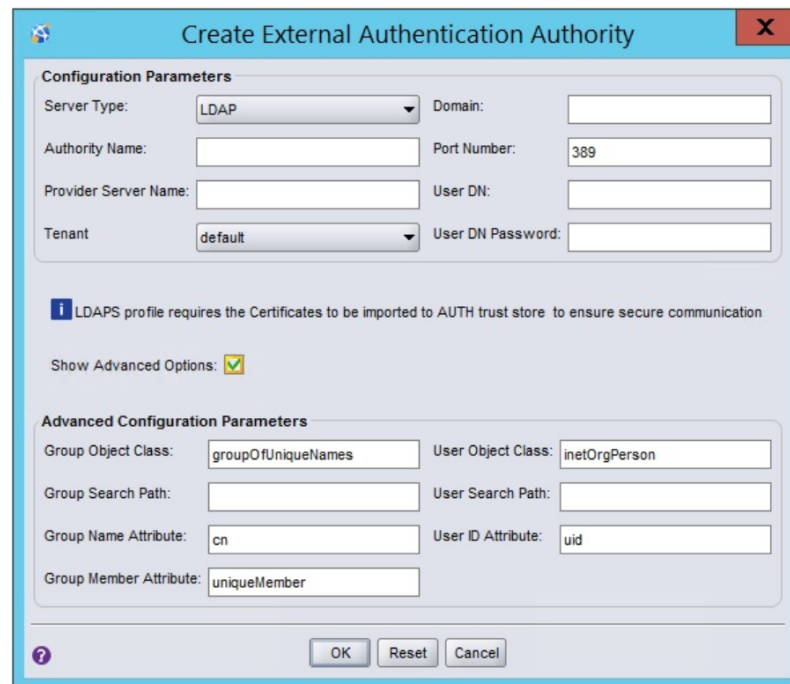 Create External Authentication Authority
X
Configuration Parameters
Server Type: LDAP Domain:
Authority Name: Port Number: 389
Provider Server Name: User DN:
Tenant default User DN Password:
i LDAPS profile requires the Certificates to be imported to AUTH trust store to ensure secure communication
Show Advanced Options:
Advanced Configuration Parameters
Group Object Class: groupOfUniqueNames User Object Class: inetOrgPerson
Group Search Path: User Search Path:
Group Name Attribute: cn User ID Attribute: uid
Group Member Attribute: uniqueMember
? OK Reset Cancel